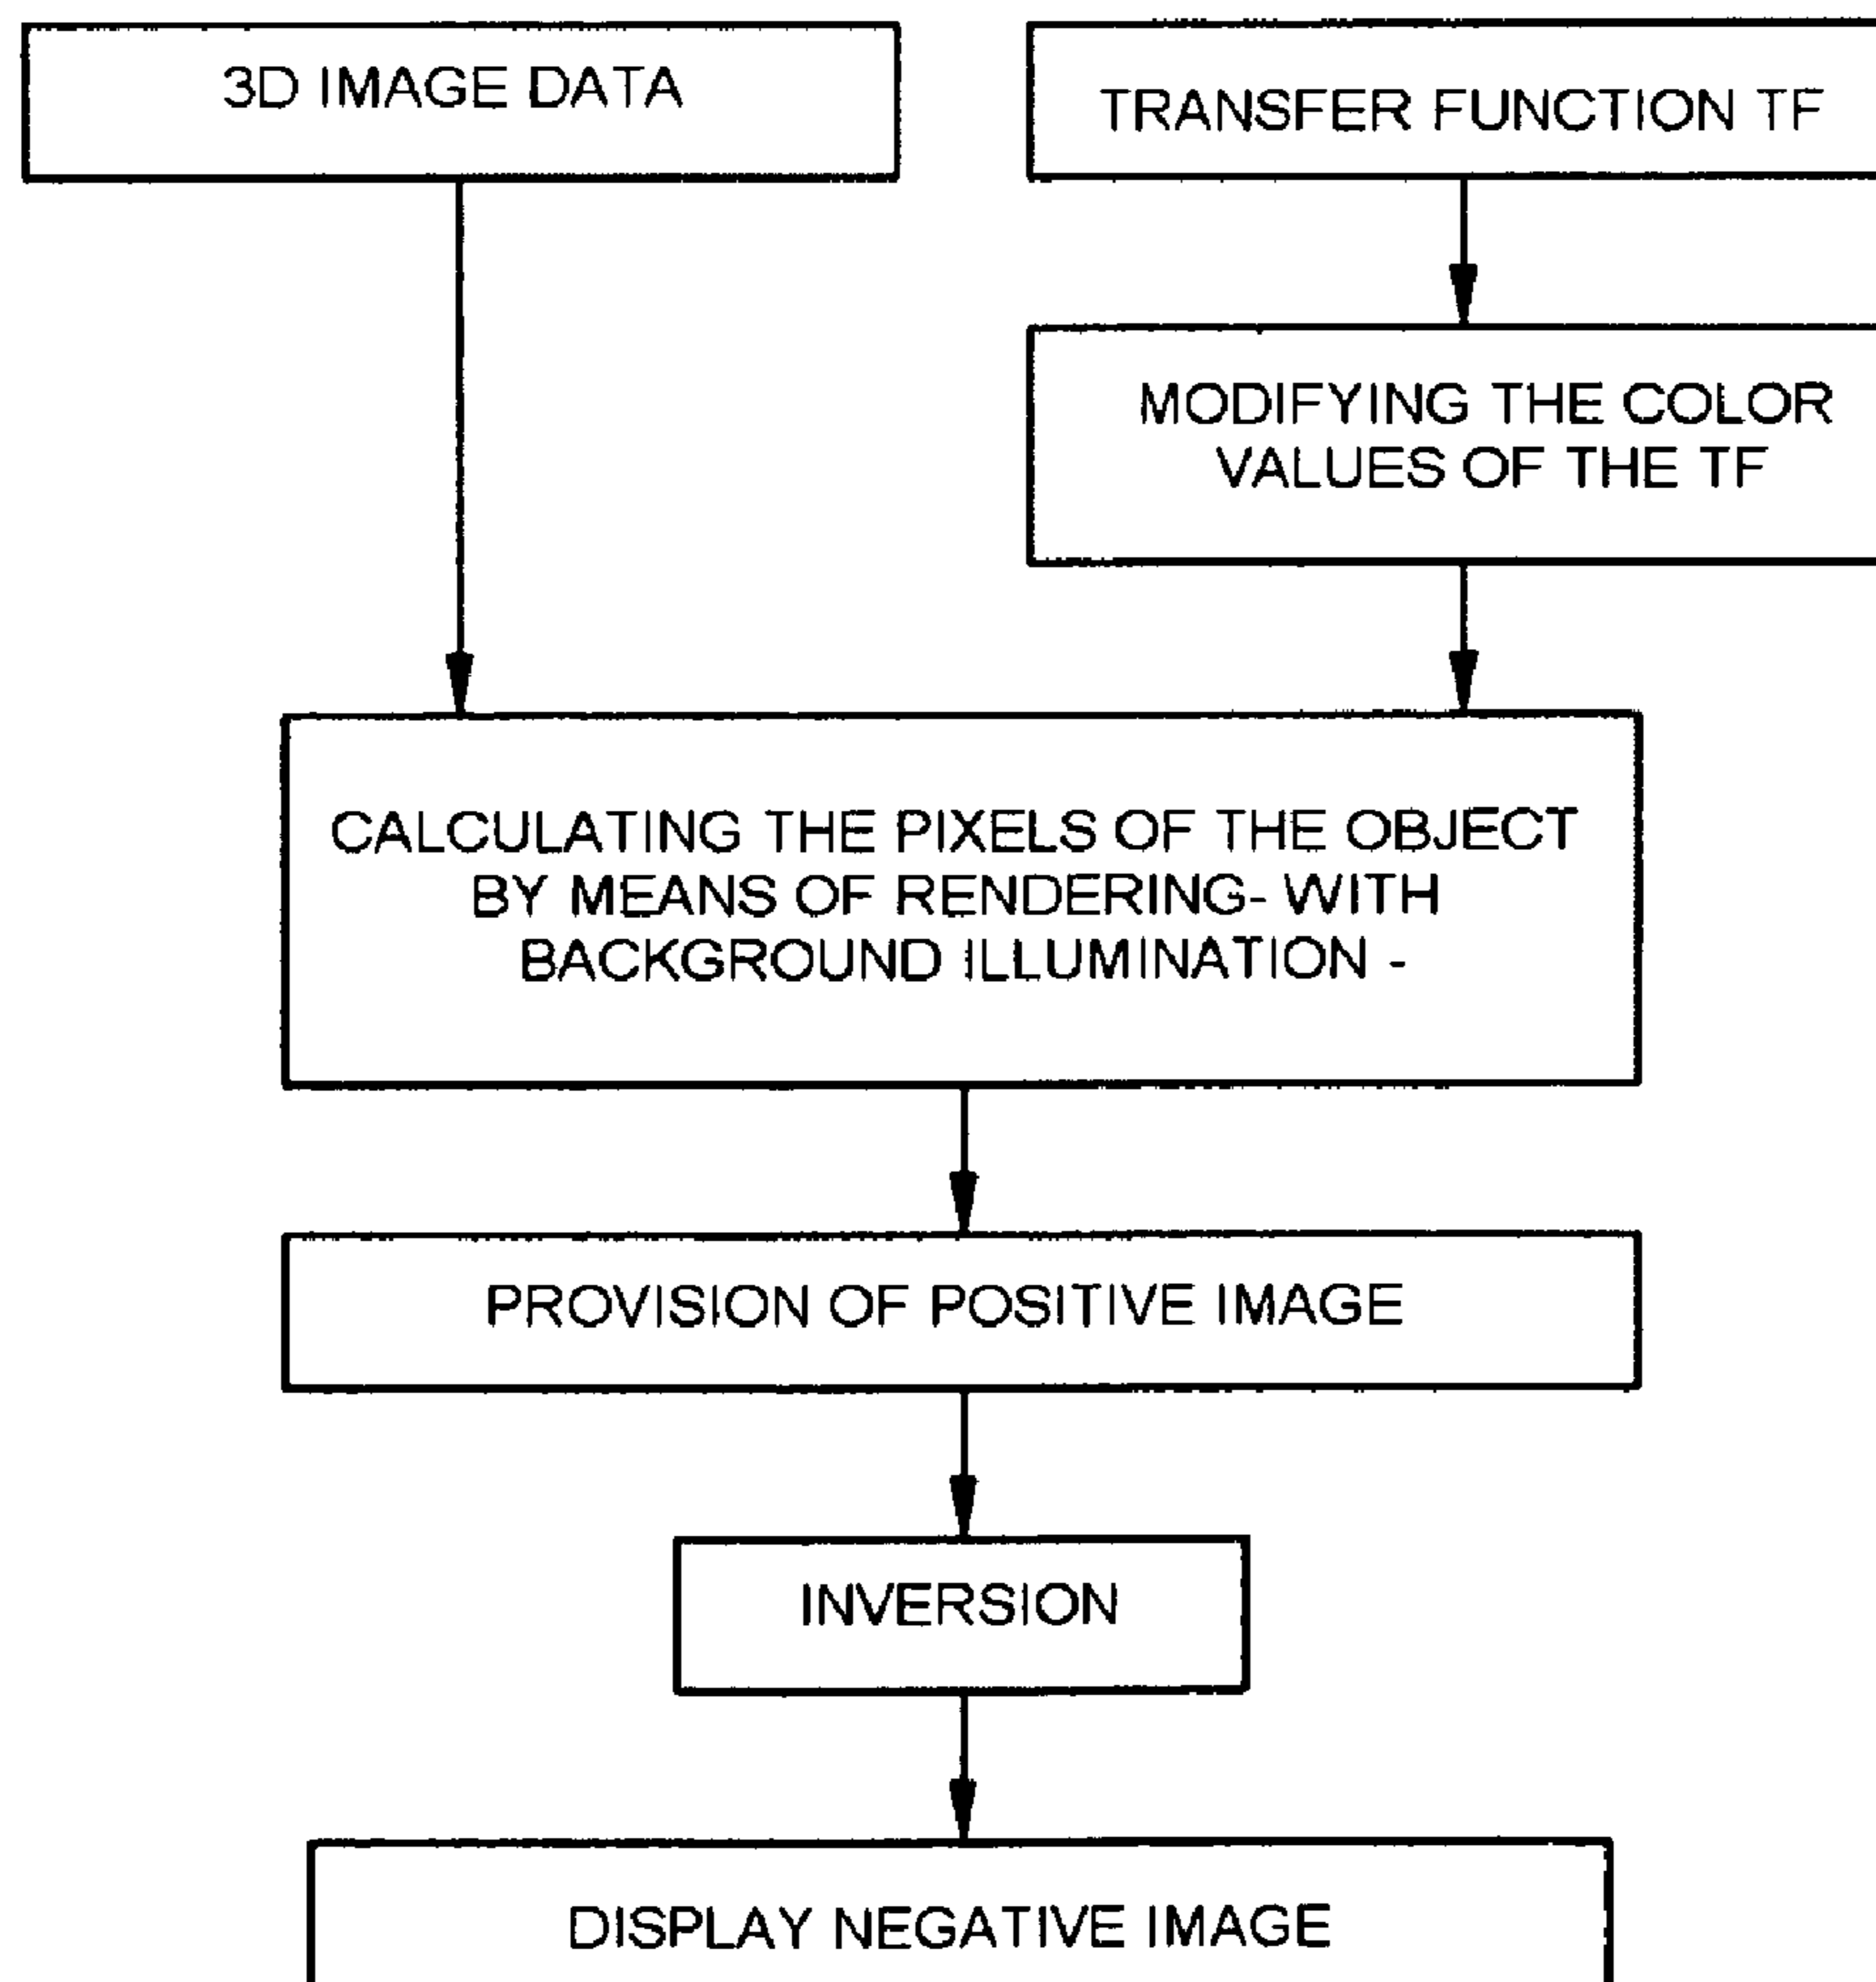 3D IMAGE DATA
TRANSFER FUNCTION TF
MODIFYING THE COLOR
VALUES OF THE TF
CALCULATING THE PIXELS OF THE OBJECT
BY MEANS OF RENDERING- WITH
BACKGROUND ILLUMINATION -
PROVISION OF POSITIVE IMAGE
INVERSION
DISPLAY NEGATIVE IMAGE